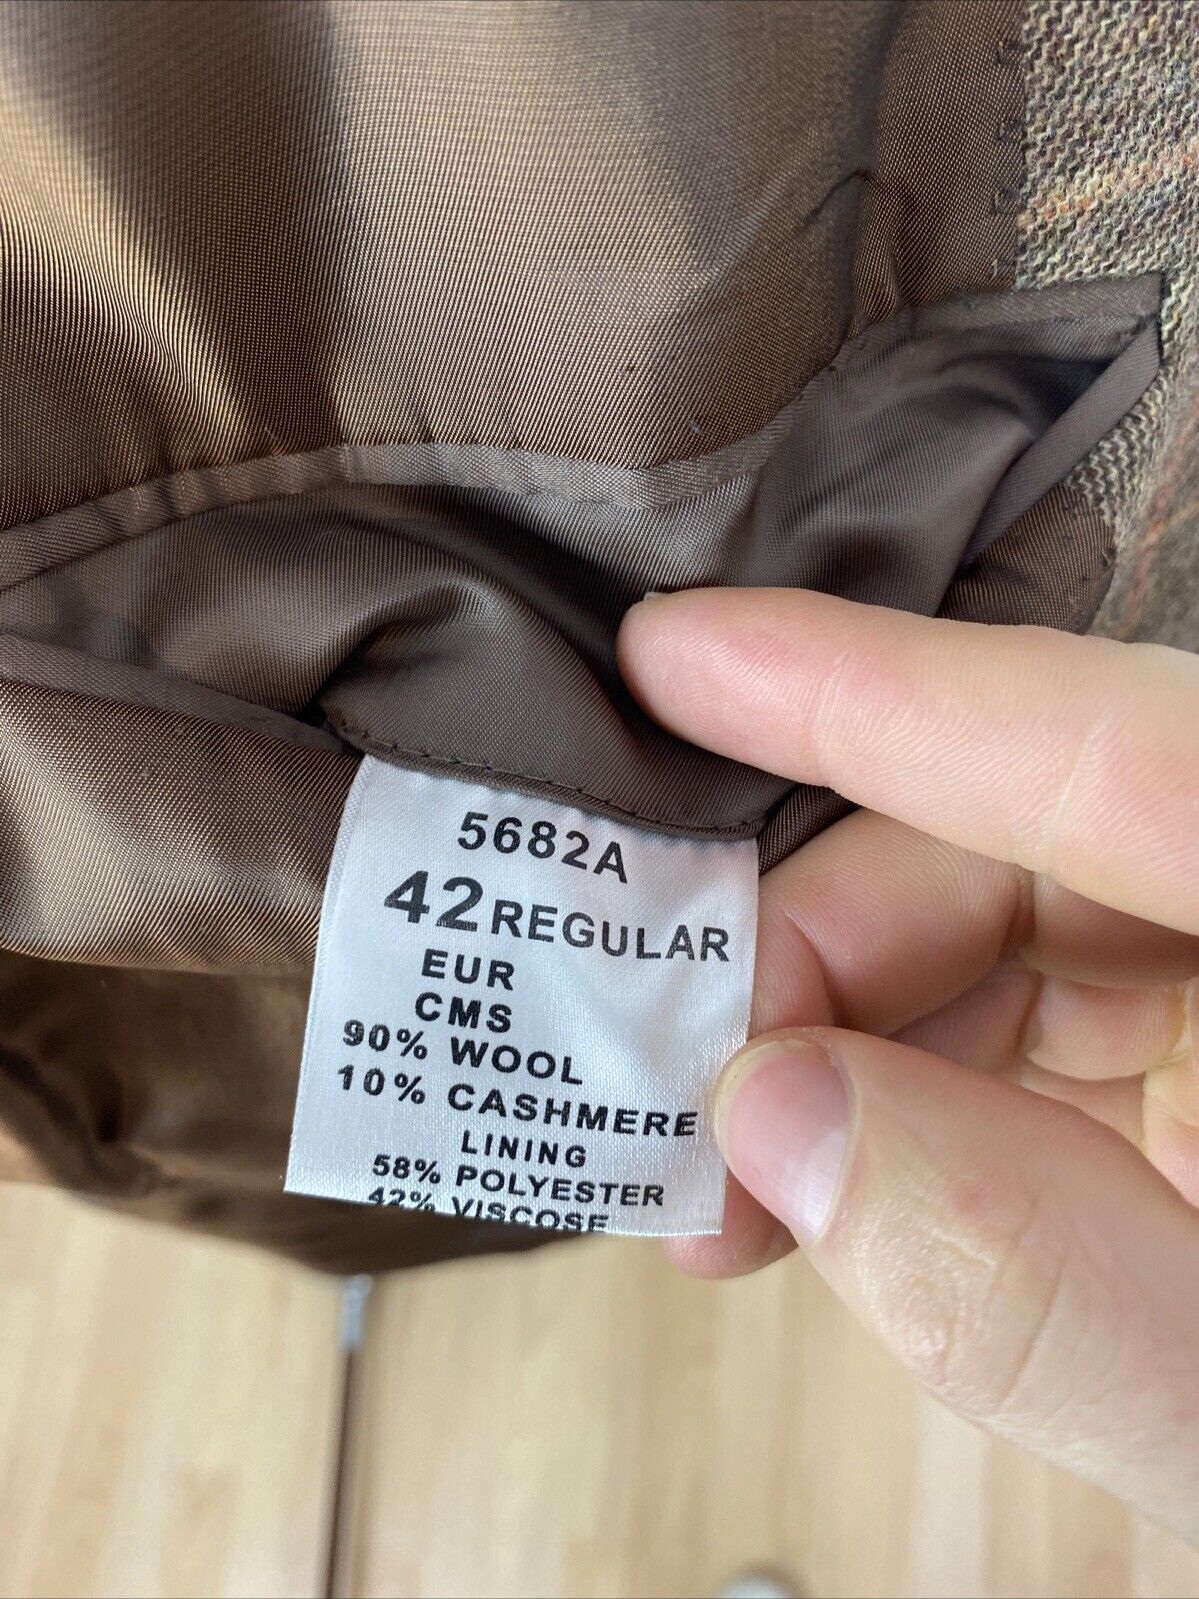 5682A
42 REGULAR
EUR
CMS
90% WOOL
10% CASHMERE
LINING
58% POLYESTER
42% VISCOSE